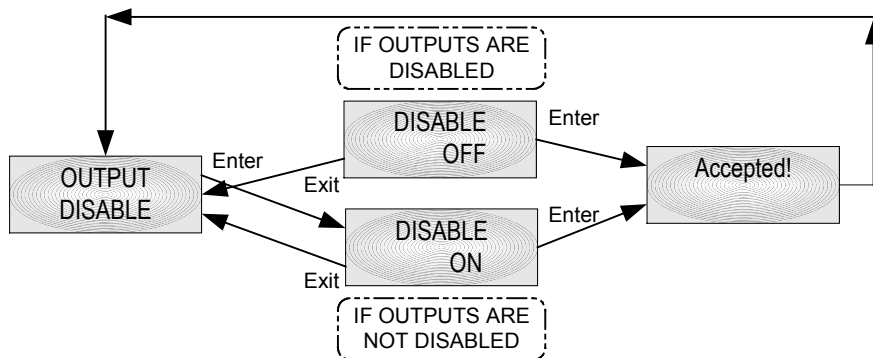 IF OUTPUTS ARE
DISABLED
DISABLE
OFF
Enter
Enter
Exit
OUTPUT
DISABLE
Accepted!
DISABLE
ON
Enter
Exit
IF OUTPUTS ARE
NOT DISABLED